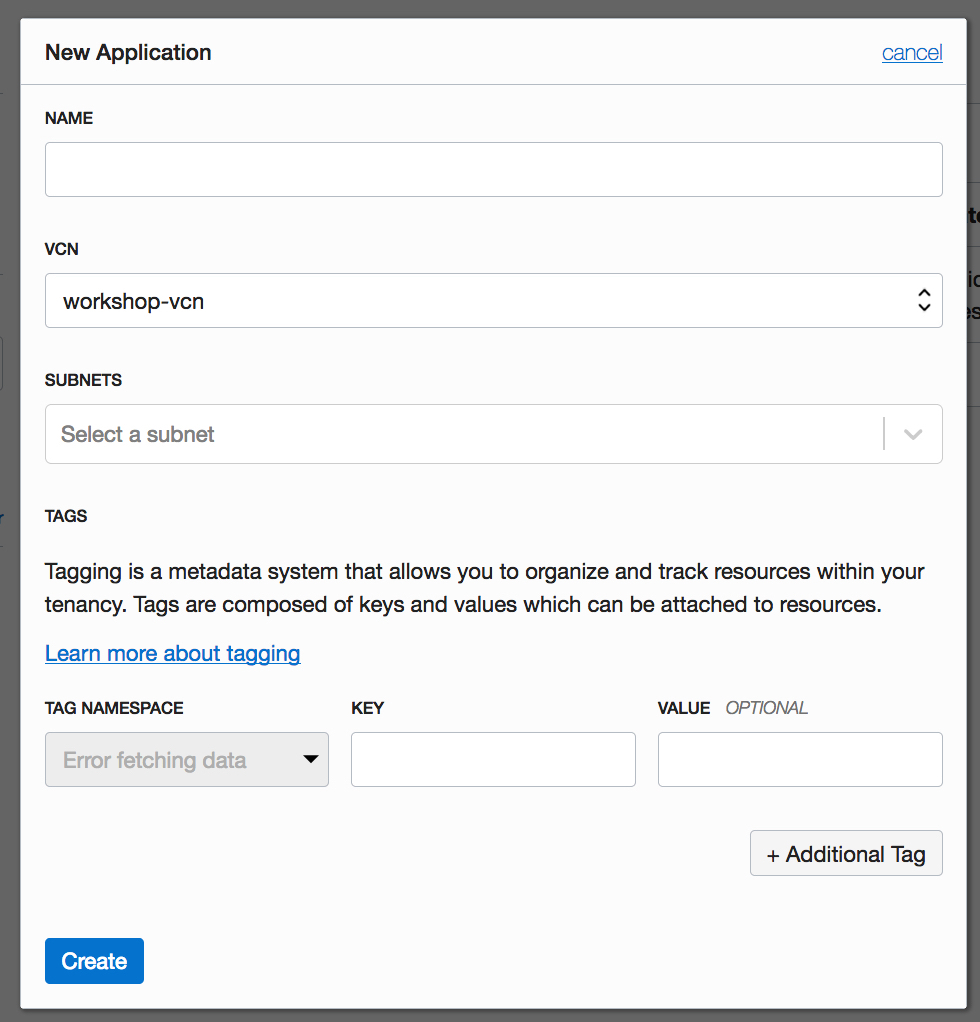 New Application
cancel
NAME
VCN
workshop-vcn
SUBNETS
Select a subnet
TAGS
Tagging is a metadata system that allows you to organize and track resources within your
tenancy. Tags are composed of keys and values which can be attached to resources.
Learn more about tagging
TAG NAMESPACE
KEY
VALUE OPTIONAL
Error fetching data
+ Additional Tag
Create